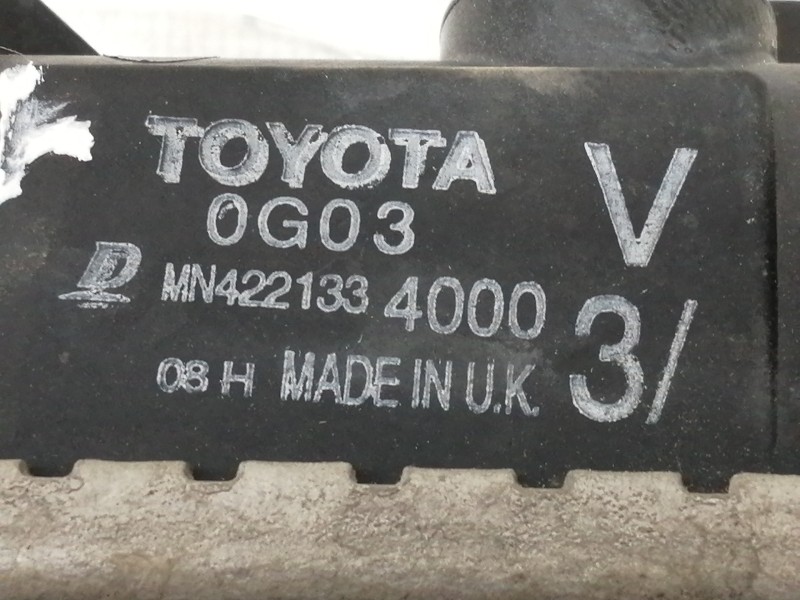 TOYOTA
0G03 V
D MN422133 4000
08 H MADE IN U.K. 3/